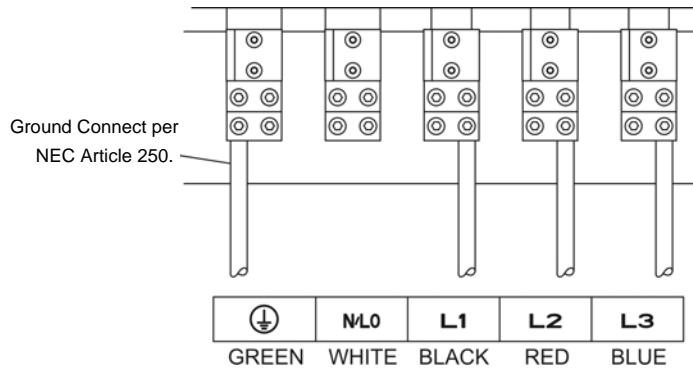 Ground Connect per
NEC Article 250.
N/L0 L1 L2 L3
GREEN WHITE BLACK RED BLUE